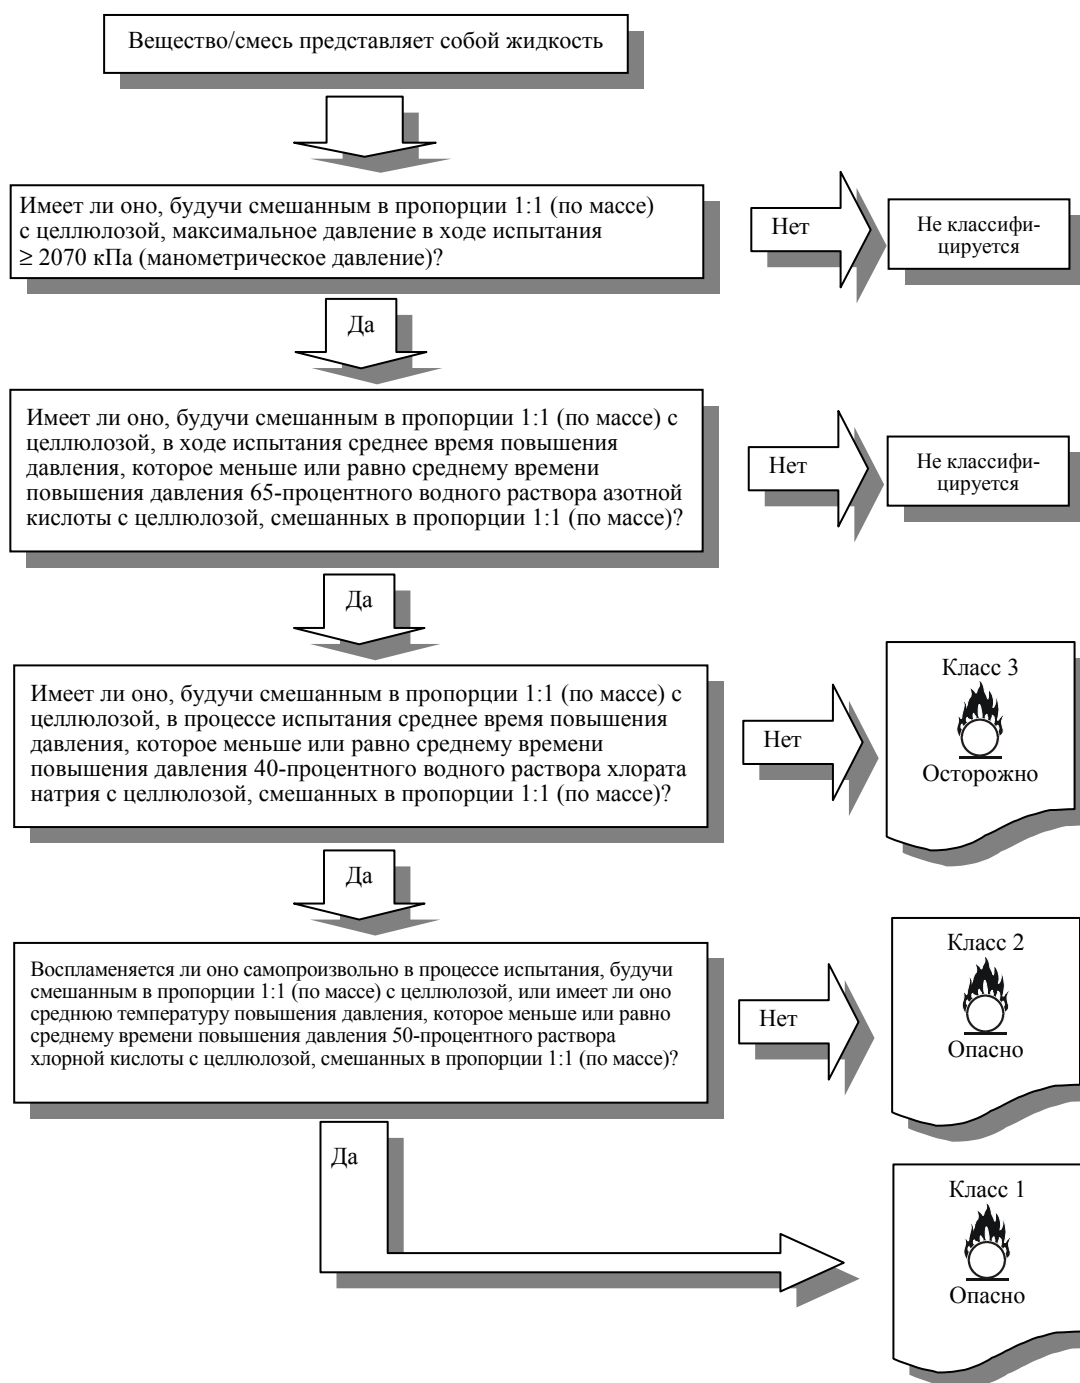 Вещество/смесь представляет собой жидкость
Имеет ли оно, будучи смешанным в пропорции 1:1 (по массе)
с целлюлозой, максимальное давление в ходе испытания
≥ 2070 кПа (манометрическое давление)?
Нет
Не классифи-
цируется
Да
Имеет ли оно, будучи смешанным в пропорции 1:1 (по массе) с
целлюлозой, в ходе испытания среднее время повышения
давления, которое меньше или равно среднему времени
повышения давления 65-процентного водного раствора азотной
кислоты с целлюлозой, смешанных в пропорции 1:1 (по массе)?
Нет
Не классифи-
цируется
Да
Имеет ли оно, будучи смешанным в пропорции 1:1 (по массе) с
целлюлозой, в процессе испытания среднее время повышения
давления, которое меньше или равно среднему времени
повышения давления 40-процентного водного раствора хлората
натрия с целлюлозой, смешанных в пропорции 1:1 (по массе)?
Нет
Класс 3
Осторожно
Да
Воспламеняется ли оно самопроизвольно в процессе испытания, будучи
смешанным в пропорции 1:1 (по массе) с целлюлозой, или имеет ли оно
среднюю температуру повышения давления, которое меньше или равно
среднему времени повышения давления 50-процентного раствора
хлорной кислоты с целлюлозой, смешанных в пропорции 1:1 (по массе)?
Нет
Класс 2
Опасно
Да
Класс 1
Опасно